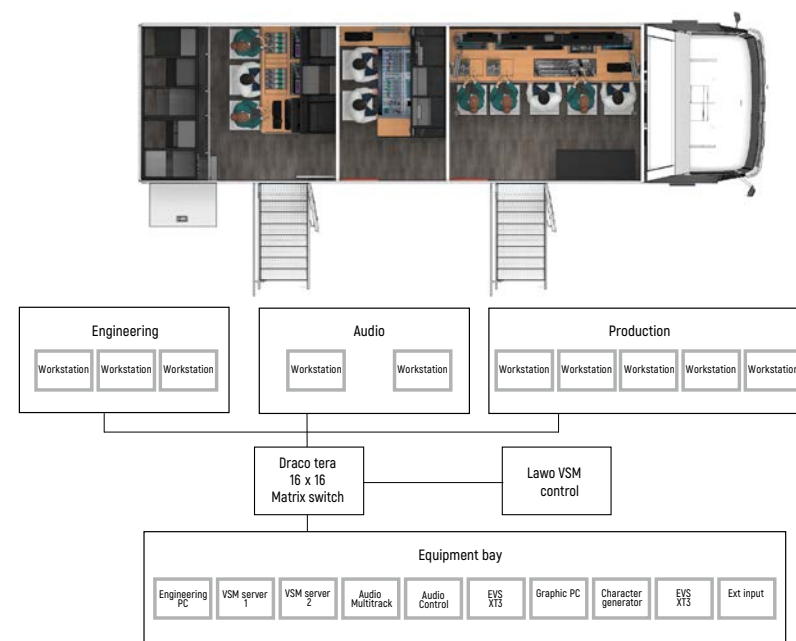 Engineering
Workstation Workstation Workstation
Audio
Workstation Workstation
Production
Workstation Workstation Workstation Workstation Workstation
Draco tera
16 x 16
Matrix switch
Lawo VSM
control
Equipment bay
Engineering
PC
VSM server
1
VSM server
2
Audio
Multitrack
Audio
Control
EVS
XT3
Graphic PC
Character
generator
EVS
XT3
Ext input